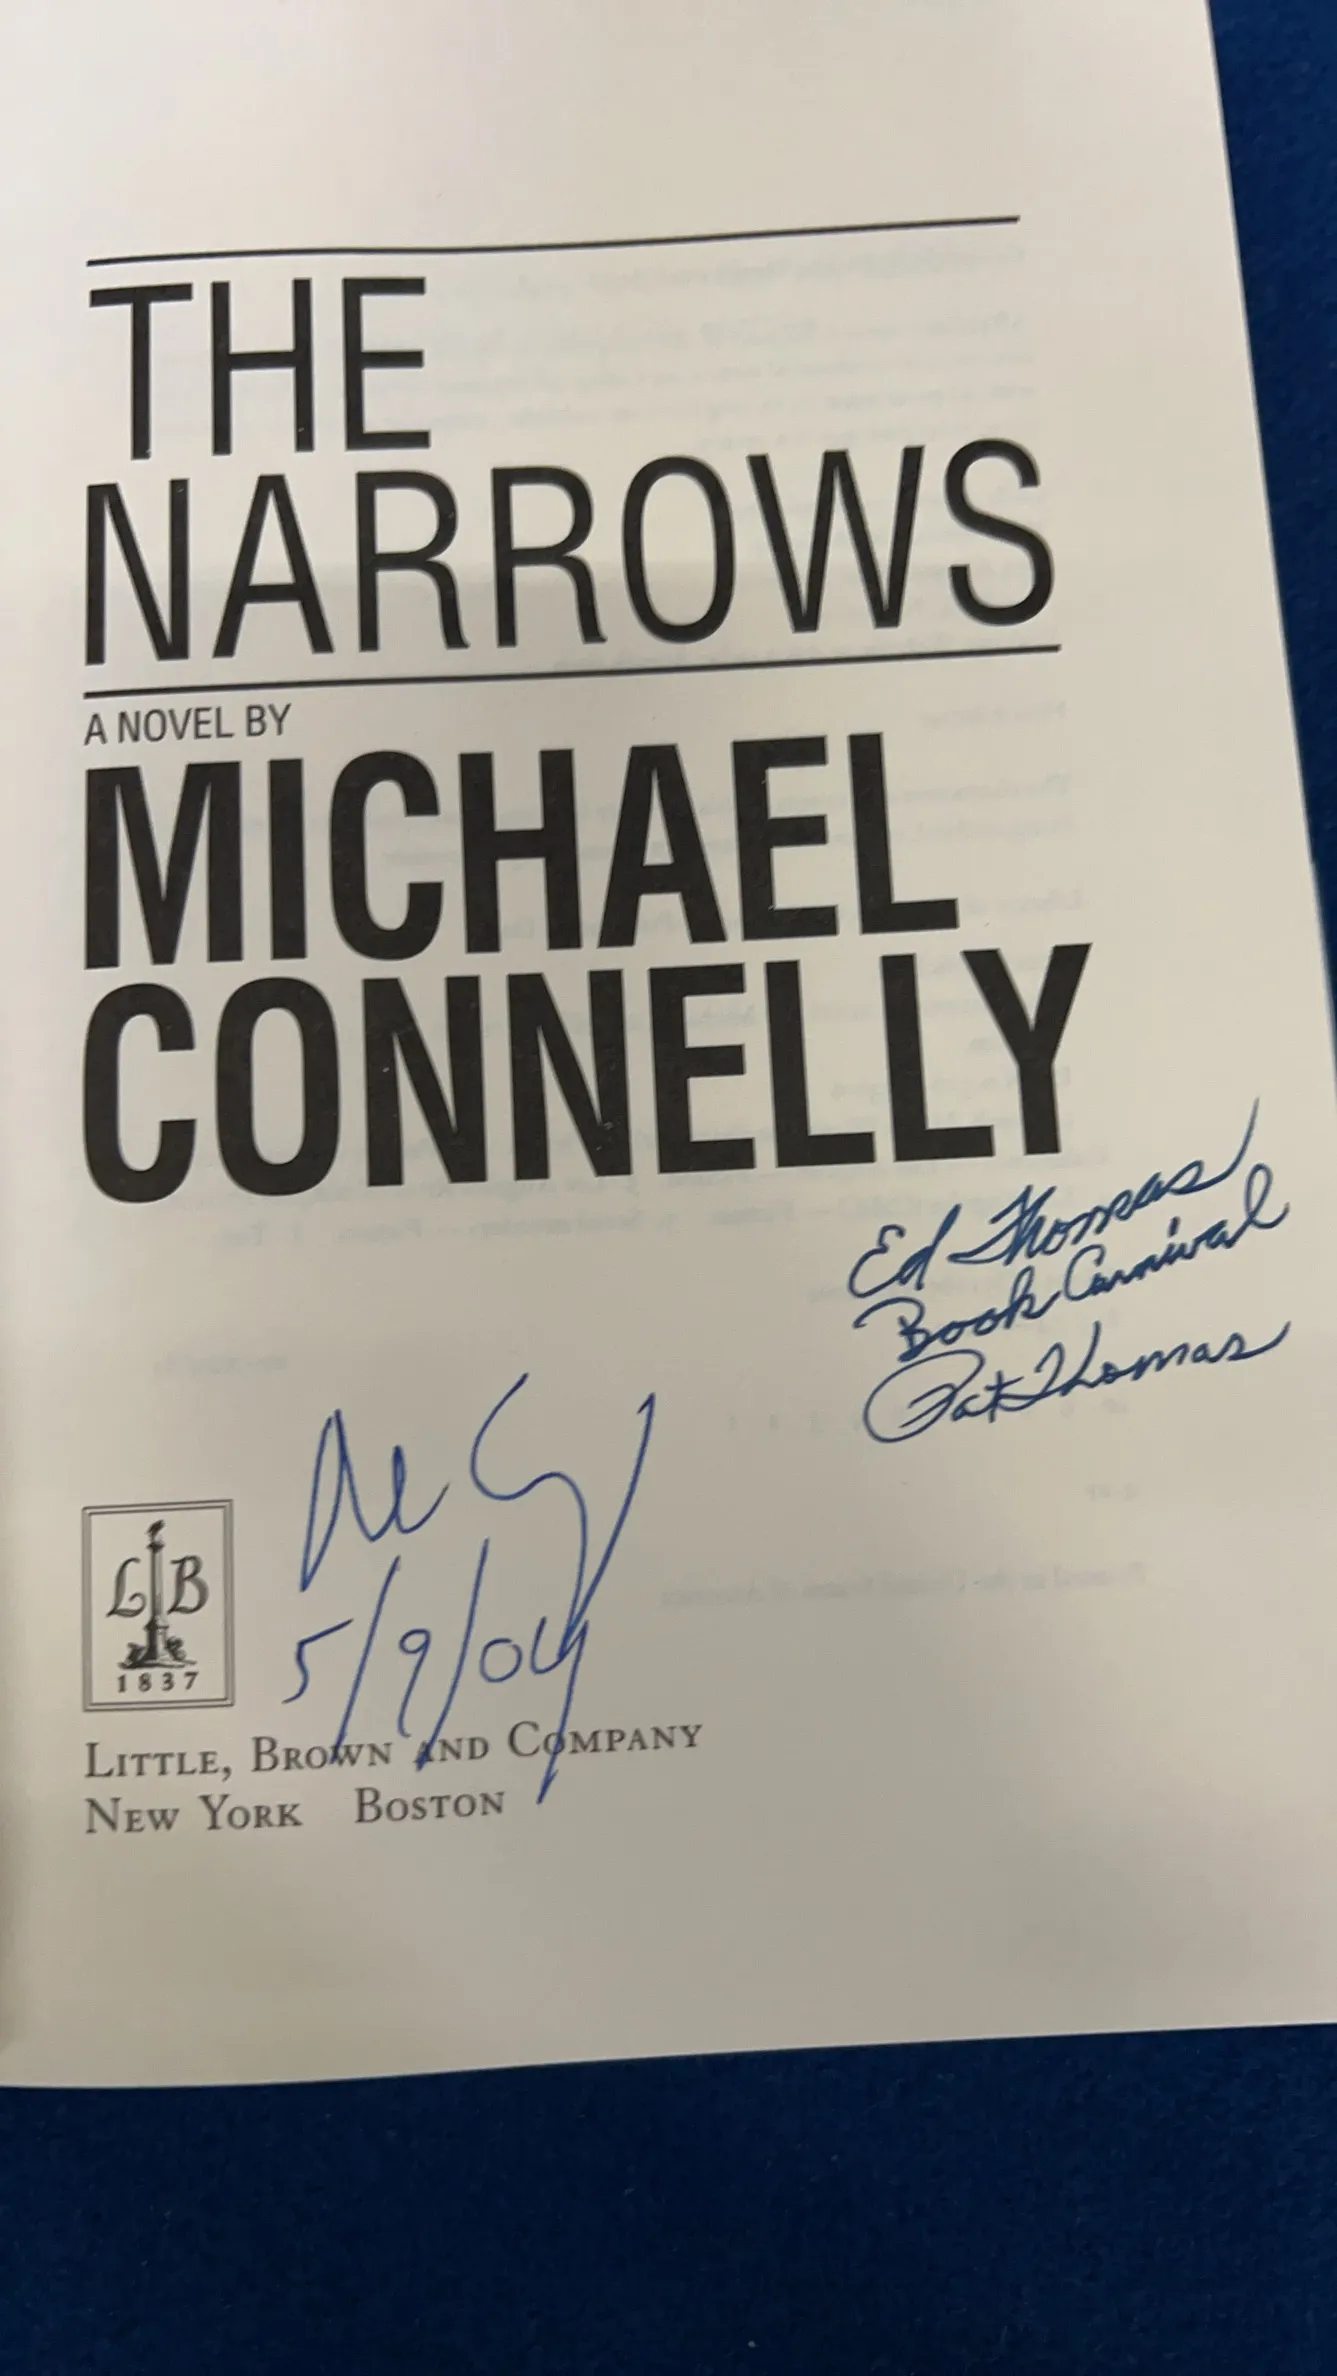 THE
NARROWS
A NOVEL BY
MICHAEL
CONNELLY
Ed Thomas
Book Carnival
Pat Thomas
5/9/04
L B
1837
LITTLE, BROWN AND COMPANY
NEW YORK BOSTON